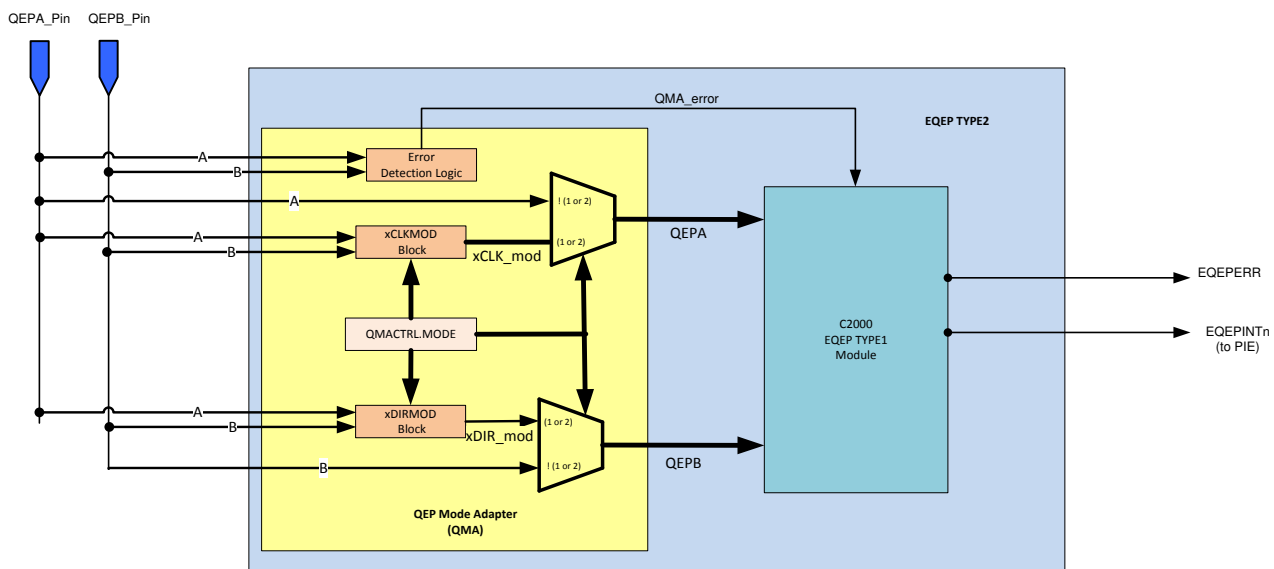 QEPA_Pin
QEPB_Pin
QMA_error
EQEP TYPE2
A
B
Error
Detection Logic
A
! (1 or 2)
A
B
xCLKMOD
Block
xCLK_mod
(1 or 2)
QEPA
QMACTRL.MODE
C2000
EQEP TYPE1
Module
EQEPERR
EQEPINTn
(to PIE)
A
B
xDIRMOD
Block
xDIR_mod
(1 or 2)
QEPB
B
! (1 or 2)
QEP Mode Adapter
(QMA)